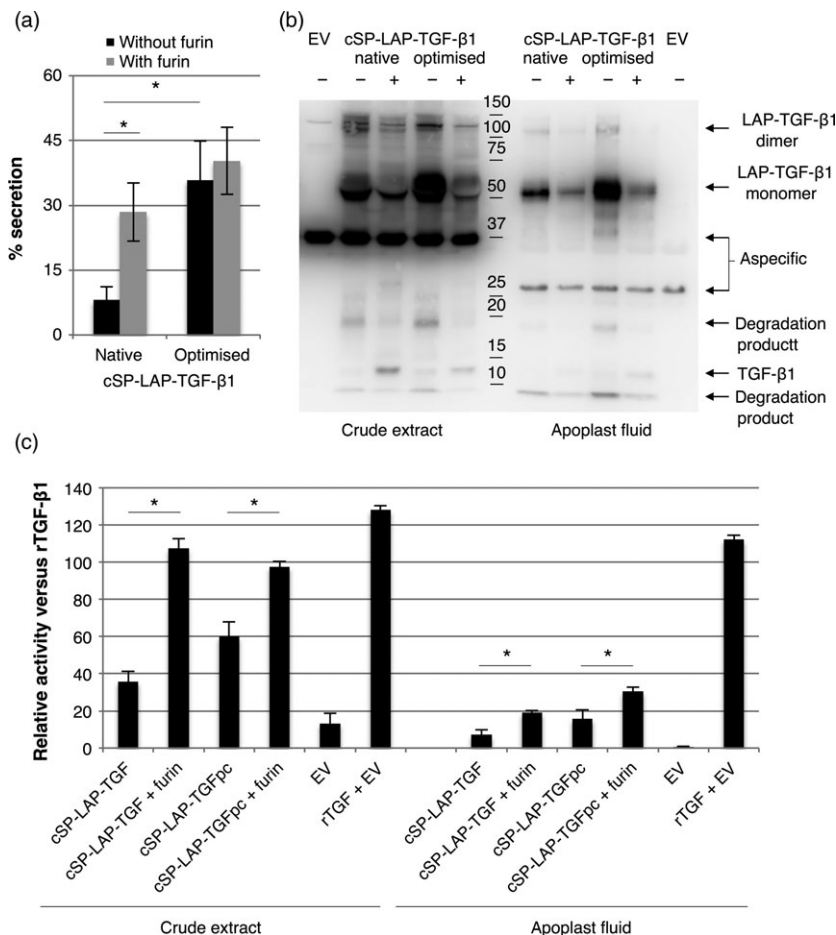 (a)
Without furin
With furin
*
*
60
45
30
15
0
% secretion
Native Optimised
cSP-LAP-TGF-β1
(b)
EV cSP-LAP-TGF-β1 cSP-LAP-TGF-β1 EV
native optimised native optimised
– – + – + – + – + –
150
100
75
50
37
25
20
15
10
LAP-TGF-β1
dimer
LAP-TGF-β1
monomer
Aspecific
Degradation
productt
TGF-β1
Degradation
product
Crude extract Apoplast fluid
(c)
Relative activity versus rTGF-β1
140
120
100
80
60
40
20
0
* * * *
cSP-LAP-TGF
cSP-LAP-TGF + furin
cSP-LAP-TGFpc
cSP-LAP-TGFpc + furin
EV
rTGF + EV
cSP-LAP-TGF
cSP-LAP-TGF + furin
cSP-LAP-TGFpc
cSP-LAP-TGFpc + furin
EV
rTGF + EV
Crude extract Apoplast fluid